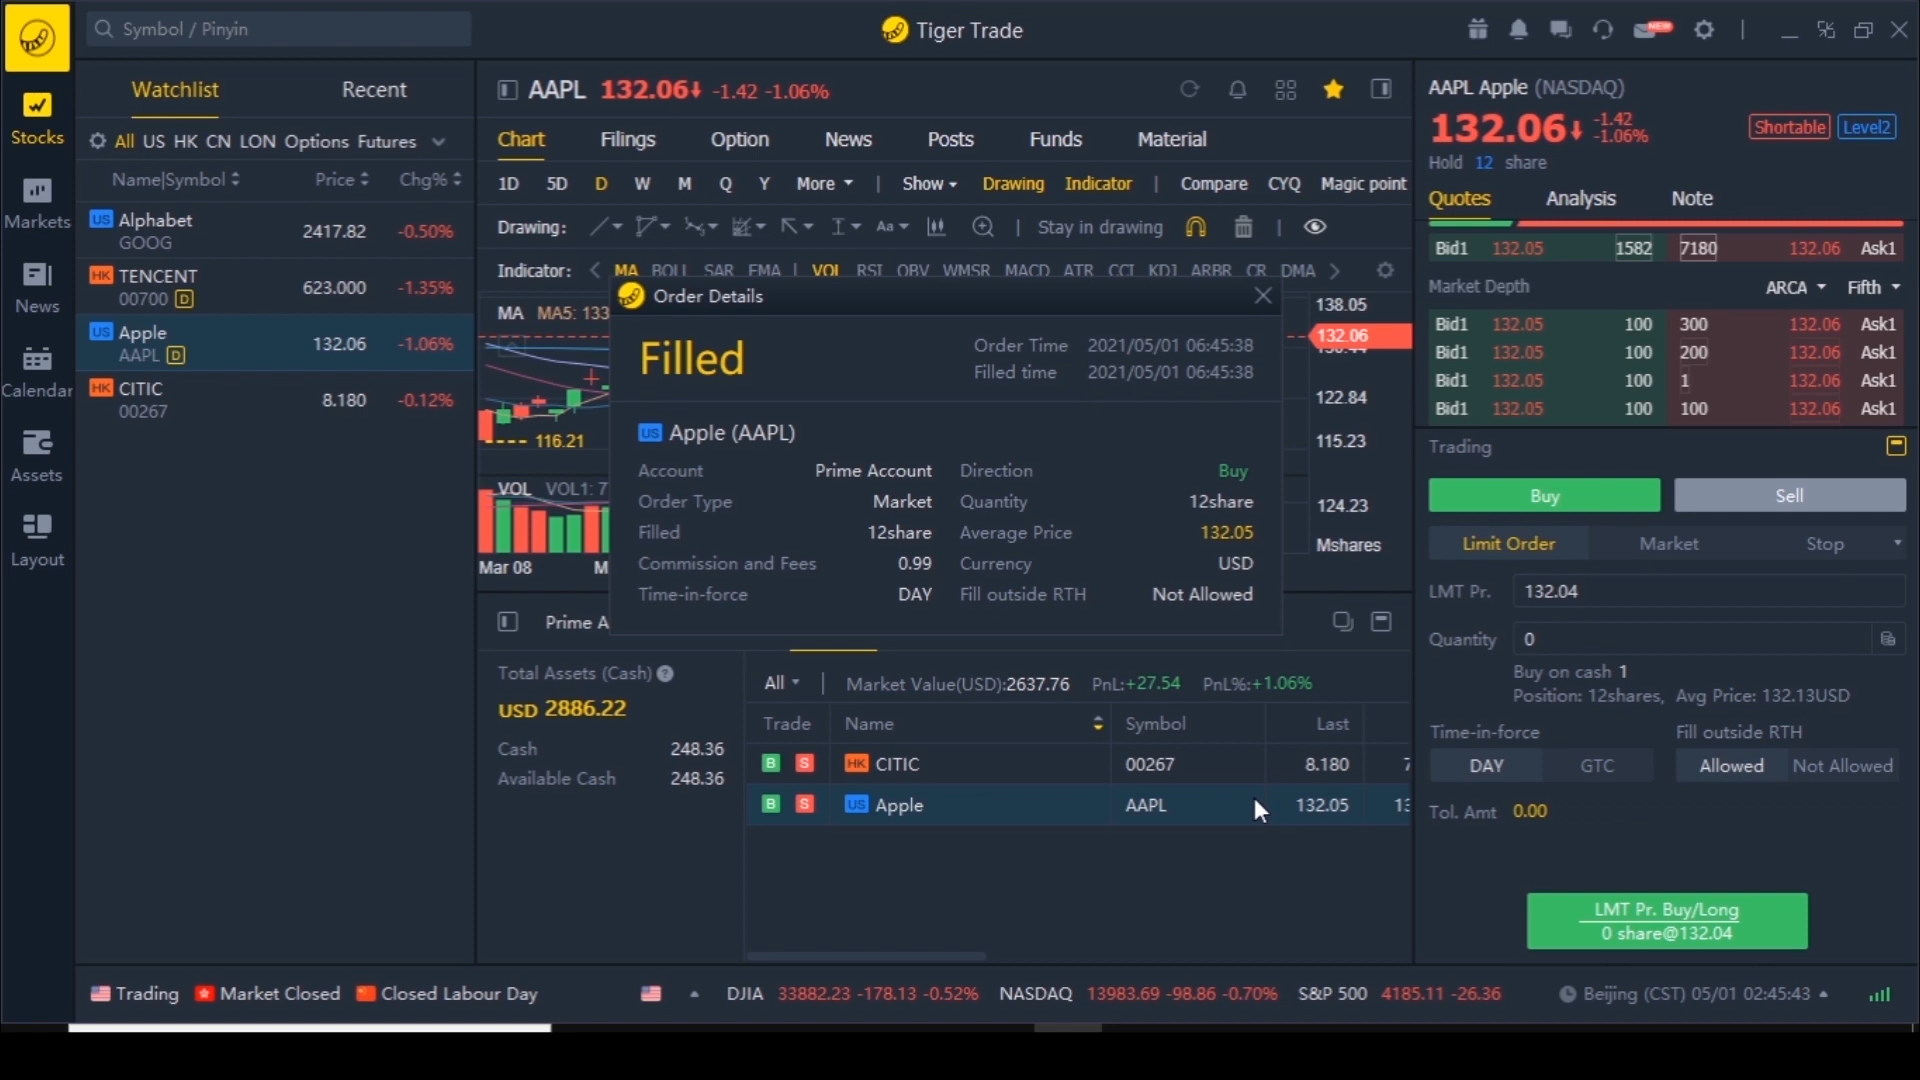 Symbol / Pinyin
Tiger Trade
NEW
Stocks
Markets
News
Calendar
Assets
Layout
Watchlist Recent
All US HK CN LON Options Futures
Name|Symbol Price Chg%
US Alphabet 2417.82 -0.50%
GOOG
HK TENCENT 623.000 -1.35%
00700 D
US Apple 132.06 -1.06%
AAPL D
HK CITIC 8.180 -0.12%
00267
AAPL 132.06 -1.42 -1.06%
Chart Filings Option News Posts Funds Material
1D 5D D W M Q Y More | Show Drawing Indicator | Compare CYQ Magic point
Drawing: Aa | Stay in drawing |
Indicator: MA BOLL SAR EMA | VOL RSI OBV WMSR MACD ATR CCI KDJ ARBR CR DMA
MA MA5: 133
138.05
132.06
122.84
116.21
115.23
VOL VOL1: 7
124.23
Mshares
Mar 08 M
Order Details
Filled
Order Time 2021/05/01 06:45:38
Filled time 2021/05/01 06:45:38
US Apple (AAPL)
Account Prime Account Direction Buy
Order Type Market Quantity 12share
Filled 12share Average Price 132.05
Commission and Fees 0.99 Currency USD
Time-in-force DAY Fill outside RTH Not Allowed
Prime A
Total Assets (Cash) ?
USD 2886.22
Cash 248.36
Available Cash 248.36
All | Market Value(USD):2637.76 PnL:+27.54 PnL%:+1.06%
Trade Name Symbol Last
B S HK CITIC 00267 8.180 7
B S US Apple AAPL 132.05 13
AAPL Apple (NASDAQ)
132.06 -1.42
-1.06%
Shortable Level2
Hold 12 share
Quotes Analysis Note
Bid1 132.05 1582 7180 132.06 Ask1
Market Depth ARCA Fifth
Bid1 132.05 100 300 132.06 Ask1
Bid1 132.05 100 200 132.06 Ask1
Bid1 132.05 100 1 132.06 Ask1
Bid1 132.05 100 100 132.06 Ask1
Trading
Buy Sell
Limit Order Market Stop
LMT Pr. 132.04
Quantity 0
Buy on cash 1
Position: 12shares, Avg Price: 132.13USD
Time-in-force Fill outside RTH
DAY GTC Allowed Not Allowed
Tol. Amt 0.00
LMT Pr. Buy/Long
0 share@132.04
Trading Market Closed Closed Labour Day
DJIA 33882.23 -178.13 -0.52% NASDAQ 13983.69 -98.86 -0.70% S&P 500 4185.11 -26.36
Beijing (CST) 05/01 02:45:43